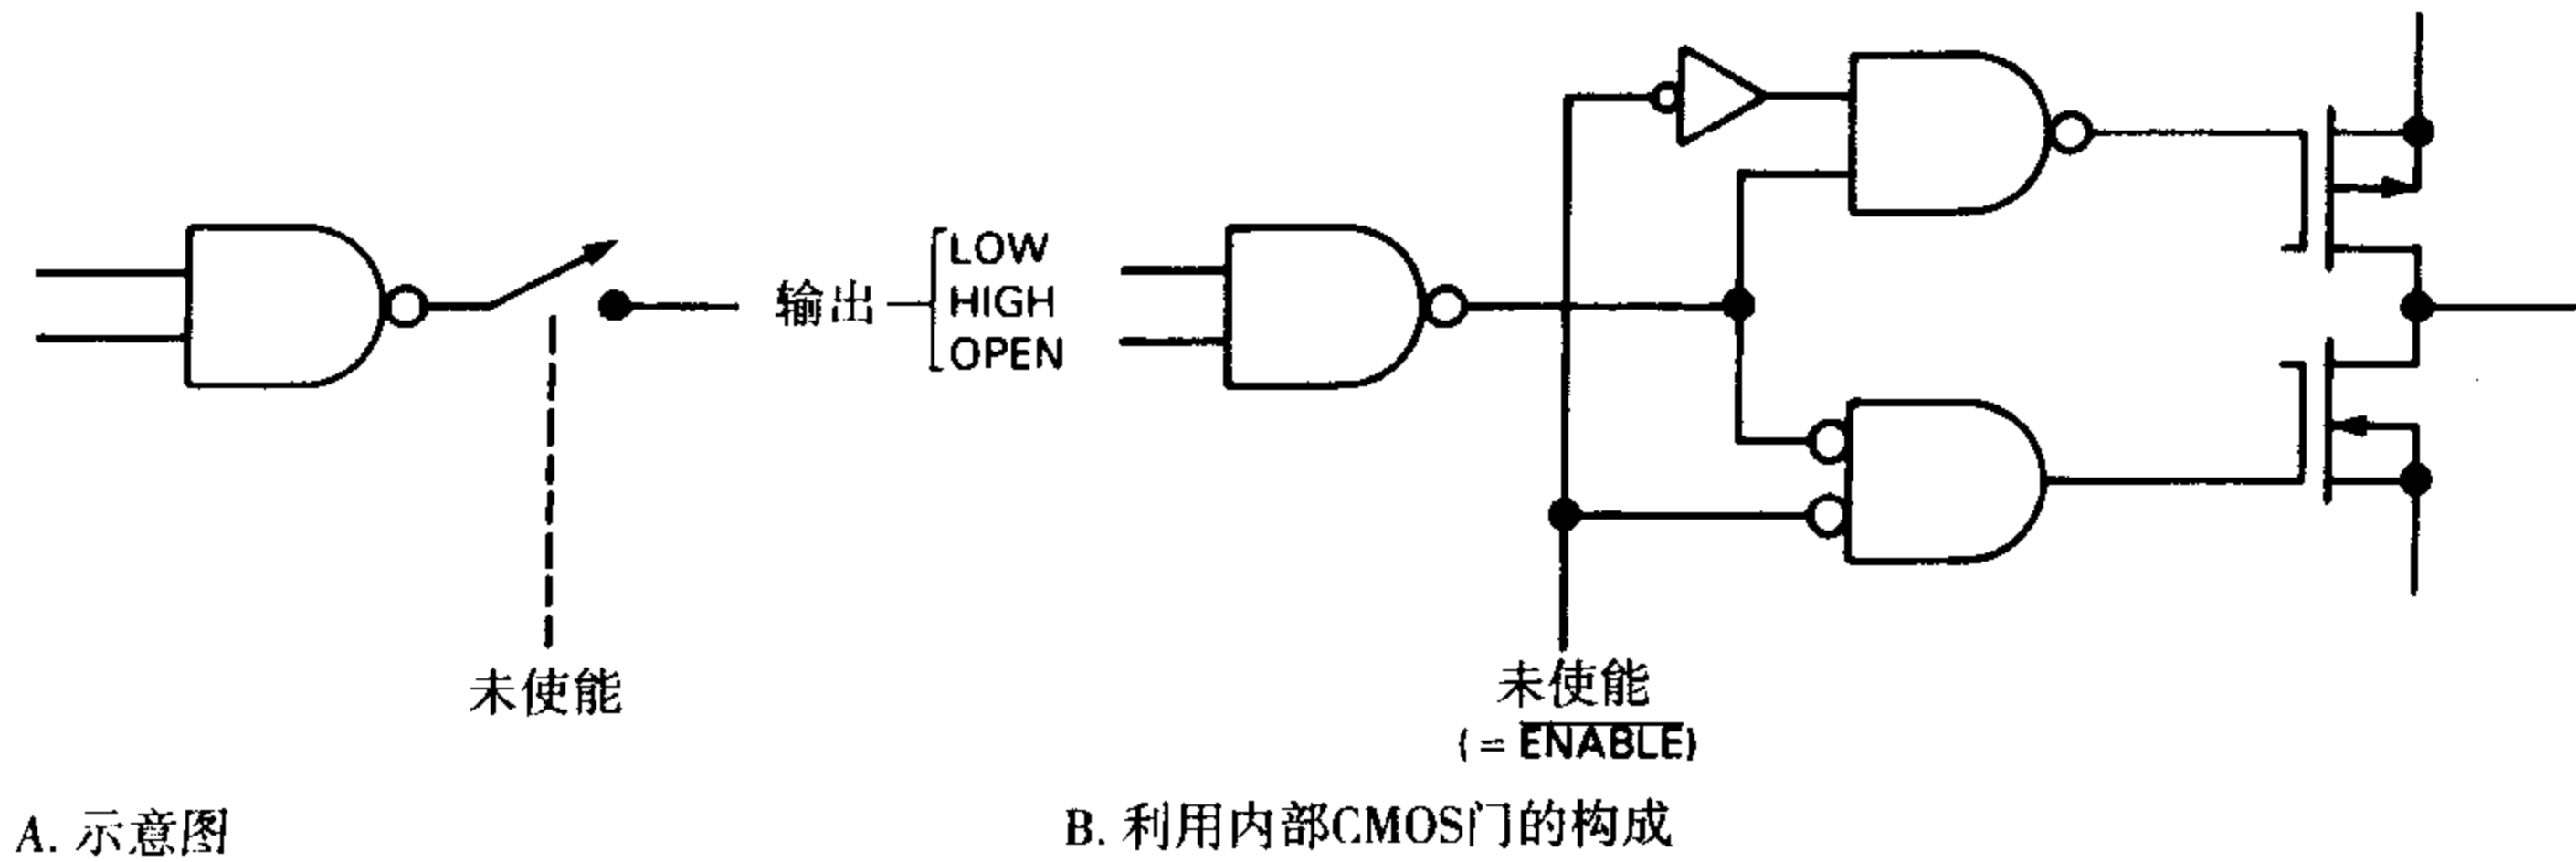 输出
LOW
HIGH
OPEN
未使能
未使能
(= ENABLE)
A. 示意图
B. 利用内部CMOS门的构成